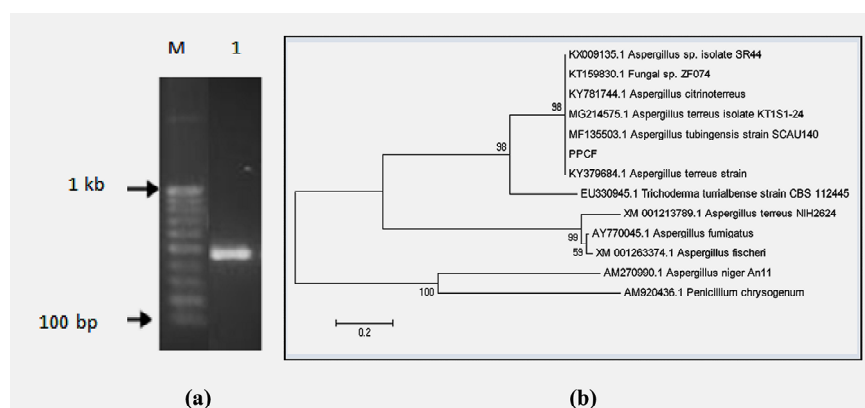 M 1
1 kb
100 bp
(a)
KX009135.1 Aspergillus sp. isolate SR44
KT159830.1 Fungal sp. ZF074
KY781744.1 Aspergillus citrinoterreus
98
MG214575.1 Aspergillus terreus isolate KT1S1-24
MF135503.1 Aspergillus tubingensis strain SCAU140
98
PPCF
KY379684.1 Aspergillus terreus strain
EU330945.1 Trichoderma turrialbense strain CBS 112445
XM 001213789.1 Aspergillus terreus NIH2624
99
AY770045.1 Aspergillus fumigatus
59
XM 001263374.1 Aspergillus fischeri
AM270990.1 Aspergillus niger An11
100
AM920436.1 Penicillium chrysogenum
0.2
(b)